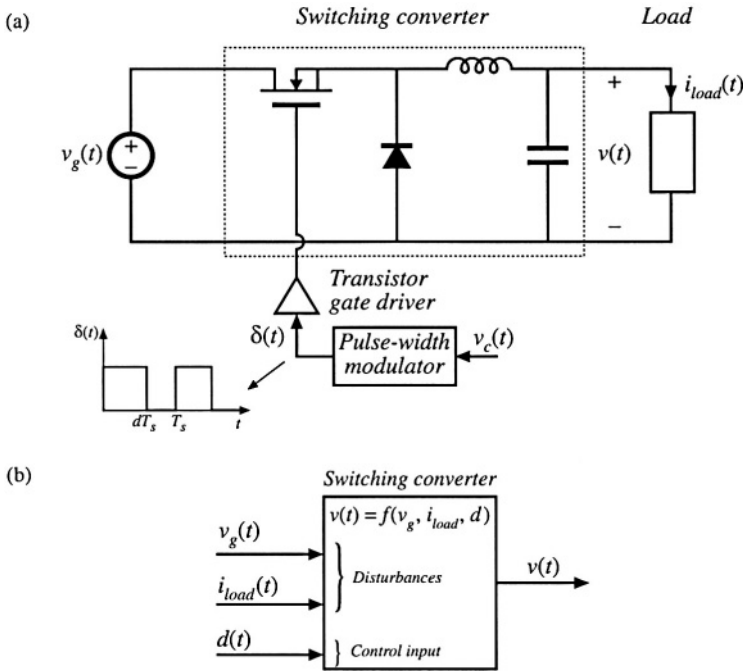 (a)
Switching converter
Load
+
i_load(t)
v_g(t)
+
–
v(t)
–
Transistor
gate driver
δ(t)
δ(t)
Pulse-width
modulator
v_c(t)
dT_s
T_s
t
(b)
Switching converter
v(t) = f(v_g, i_load, d)
v_g(t)
} Disturbances
v(t)
i_load(t)
d(t)
} Control input